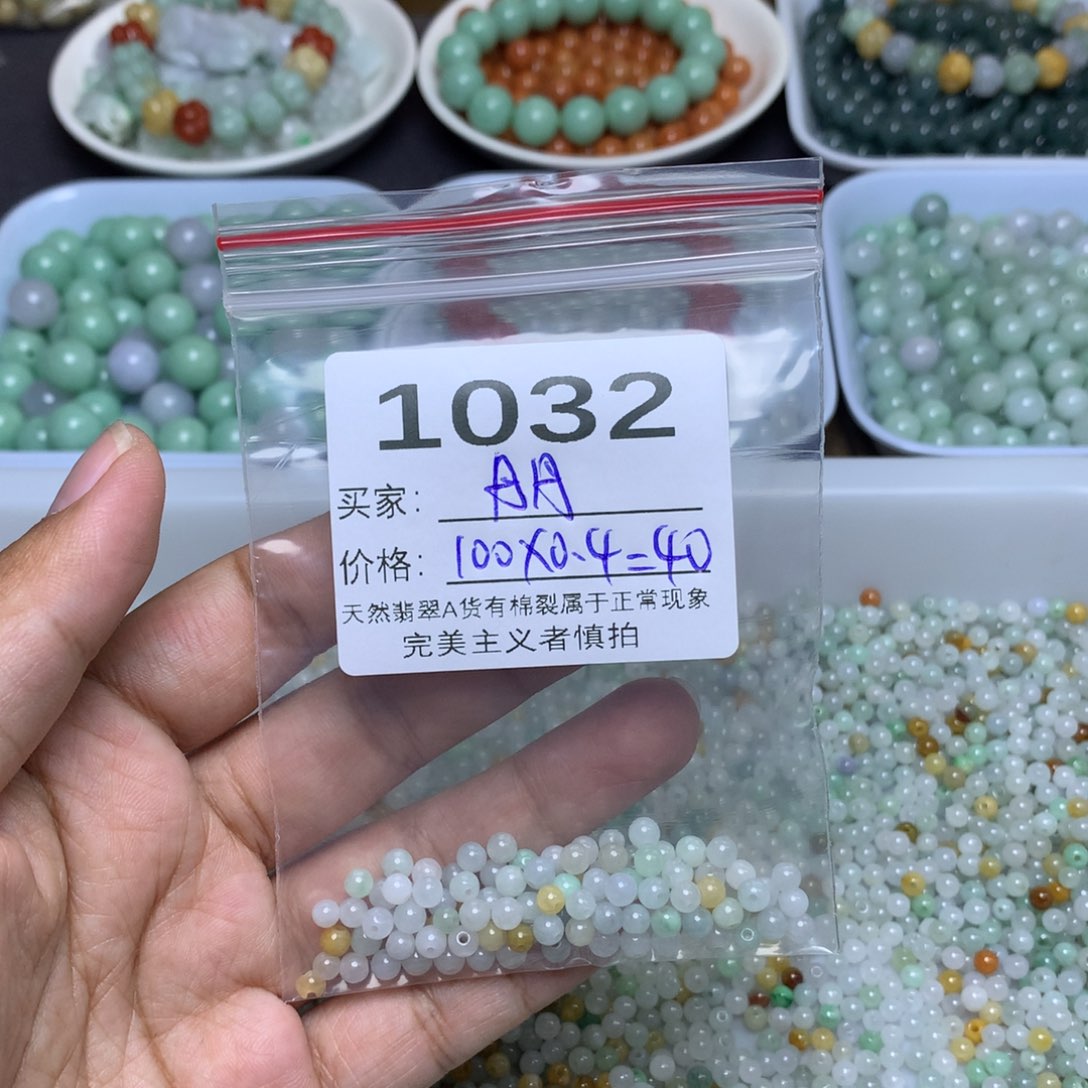 1032
买家: AA
价格: 100X0.4=40
天然翡翠A货有棉裂属于正常现象
完美主义者慎拍